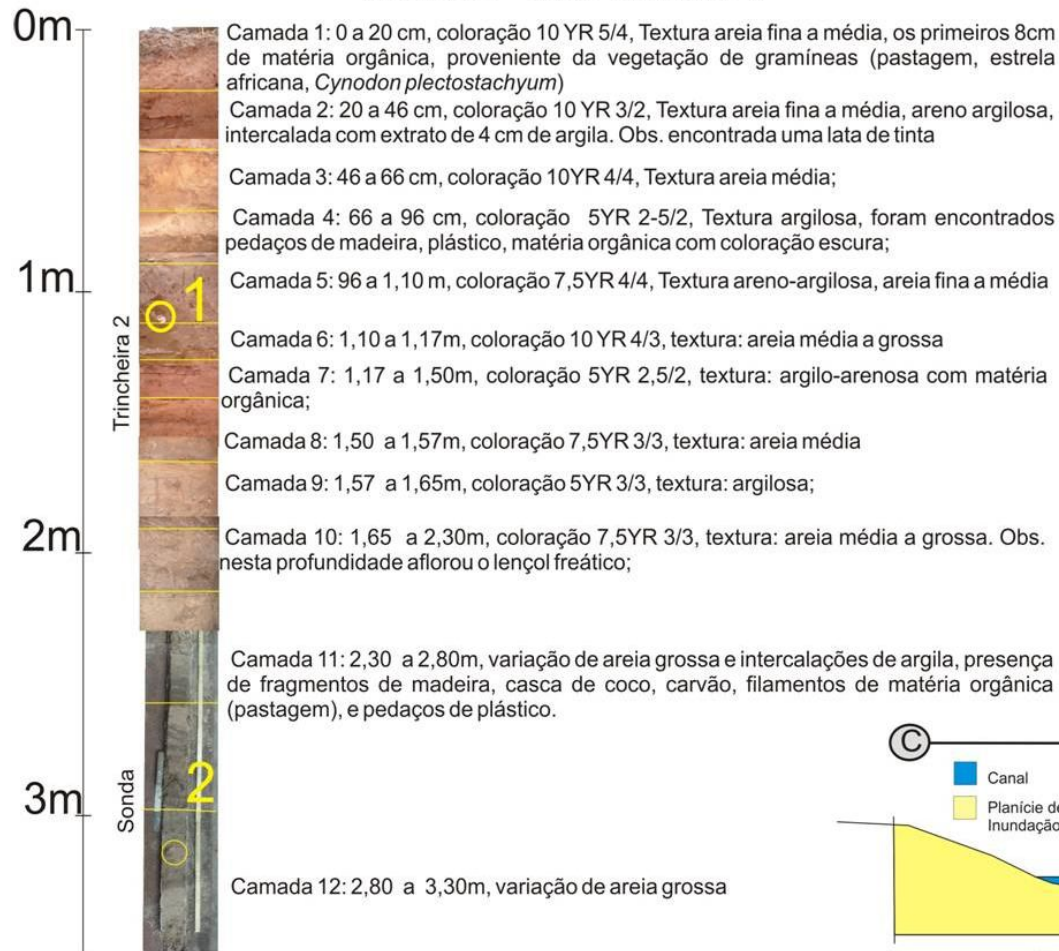 0m
Camada 1: 0 a 20 cm, coloração 10 YR 5/4, Textura areia fina a média, os primeiros 8cm
de matéria orgânica, proveniente da vegetação de gramíneas (pastagem, estrela
africana, Cynodon plectostachyum)
Camada 2: 20 a 46 cm, coloração 10 YR 3/2, Textura areia fina a média, areno argilosa,
intercalada com extrato de 4 cm de argila. Obs. encontrada uma lata de tinta
Camada 3: 46 a 66 cm, coloração 10YR 4/4, Textura areia média;
Camada 4: 66 a 96 cm, coloração 5YR 2-5/2, Textura argilosa, foram encontrados
pedaços de madeira, plástico, matéria orgânica com coloração escura;
1m
1
Camada 5: 96 a 1,10 m, coloração 7,5YR 4/4, Textura areno-argilosa, areia fina a média
Trincheira 2
Camada 6: 1,10 a 1,17m, coloração 10 YR 4/3, textura: areia média a grossa
Camada 7: 1,17 a 1,50m, coloração 5YR 2,5/2, textura: argilo-arenosa com matéria
orgânica;
Camada 8: 1,50 a 1,57m, coloração 7,5YR 3/3, textura: areia média
Camada 9: 1,57 a 1,65m, coloração 5YR 3/3, textura: argilosa;
2m
Camada 10: 1,65 a 2,30m, coloração 7,5YR 3/3, textura: areia média a grossa. Obs.
nesta profundidade aflorou o lençol freático;
Camada 11: 2,30 a 2,80m, variação de areia grossa e intercalações de argila, presença
de fragmentos de madeira, casca de coco, carvão, filamentos de matéria orgânica
(pastagem), e pedaços de plástico.
C
Canal
Planície de
Inundação
3m
Sonda
2
Camada 12: 2,80 a 3,30m, variação de areia grossa